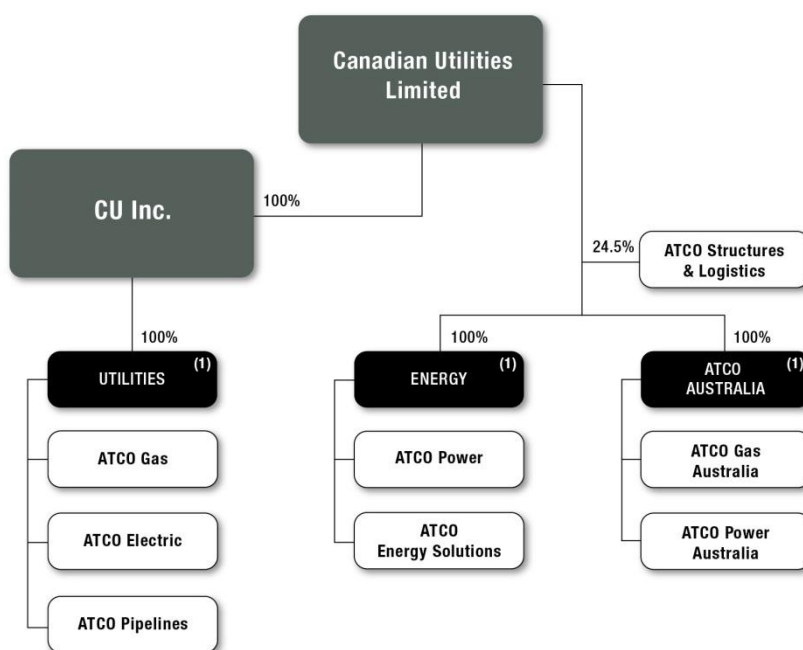 Canadian Utilities
Limited
CU Inc.
100%
24.5%
ATCO Structures
& Logistics
100%
100%
100%
UTILITIES (1)
ENERGY (1)
ATCO
AUSTRALIA (1)
ATCO Gas
ATCO Power
ATCO Gas
Australia
ATCO Electric
ATCO
Energy Solutions
ATCO Power
Australia
ATCO Pipelines